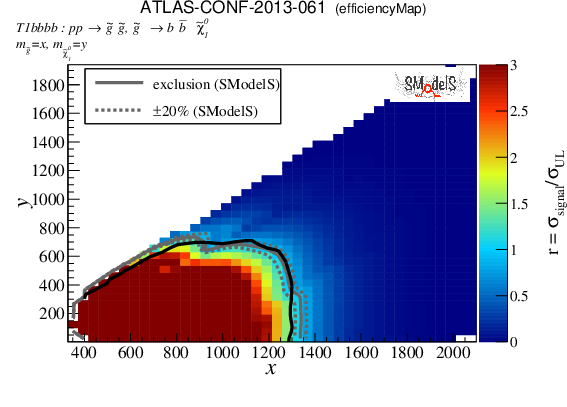 ATLAS-CONF-2013-061 (efficiencyMap)
T1bbbb : pp → g̃ g̃, g̃ → b b̄ χ̃₁⁰
m_g̃=x, m_χ̃₁⁰=y
exclusion (SModelS)
±20% (SModelS)
SModelS
y
1800
1600
1400
1200
1000
800
600
400
200
400 600 800 1000 1200 1400 1600 1800 2000
x
3
2.5
2
1.5
1
0.5
0
r = σ_signal/σ_UL